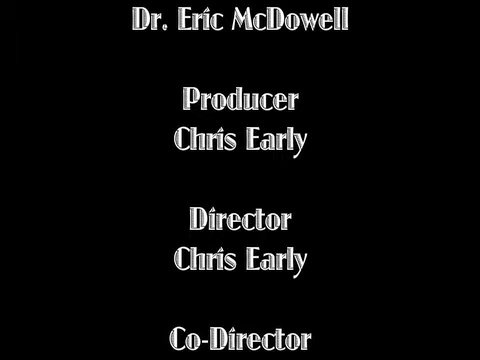 Dr. Eric McDowell
Producer
Chris Early
Director
Chris Early
Co-Director